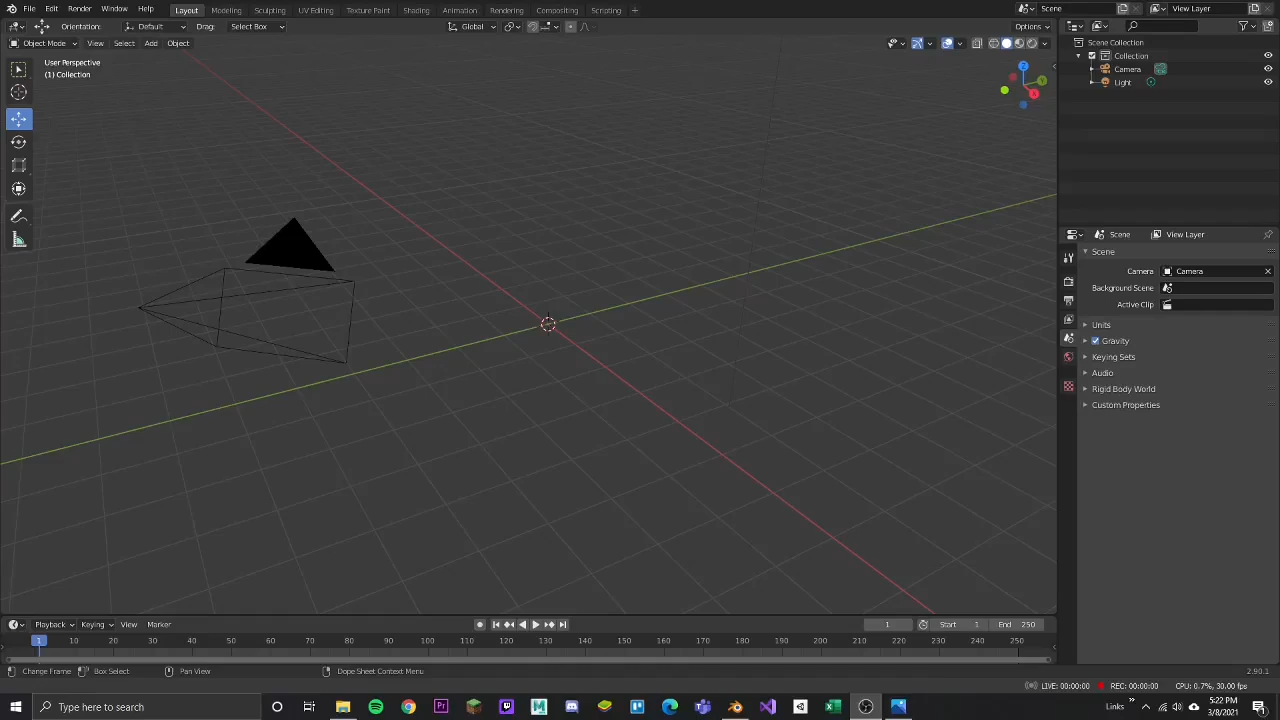 File Edit Render Window Help Layout Modeling Sculpting UV Editing Texture Paint Shading Animation Rendering Compositing Scripting + Scene View Layer
Orientation: Default Drag: Select Box Global Options
Object Mode View Select Add Object
User Perspective
(1) Collection
Z
Y
X
Scene Collection
Collection
Camera
Light
Scene View Layer
Scene
Camera Camera
Background Scene
Active Clip
Units
Gravity
Keying Sets
Audio
Rigid Body World
Custom Properties
Playback Keying View Marker 1 Start 1 End 250
1 10 20 30 40 50 60 70 80 90 100 110 120 130 140 150 160 170 180 190 200 210 220 230 240 250
Change Frame Box Select Pan View Dope Sheet Context Menu 2.90.1
LIVE: 00:00:00 REC: 00:00:00 CPU: 0.7%, 30.00 fps
Type here to search Links 5:22 PM
3/8/2021